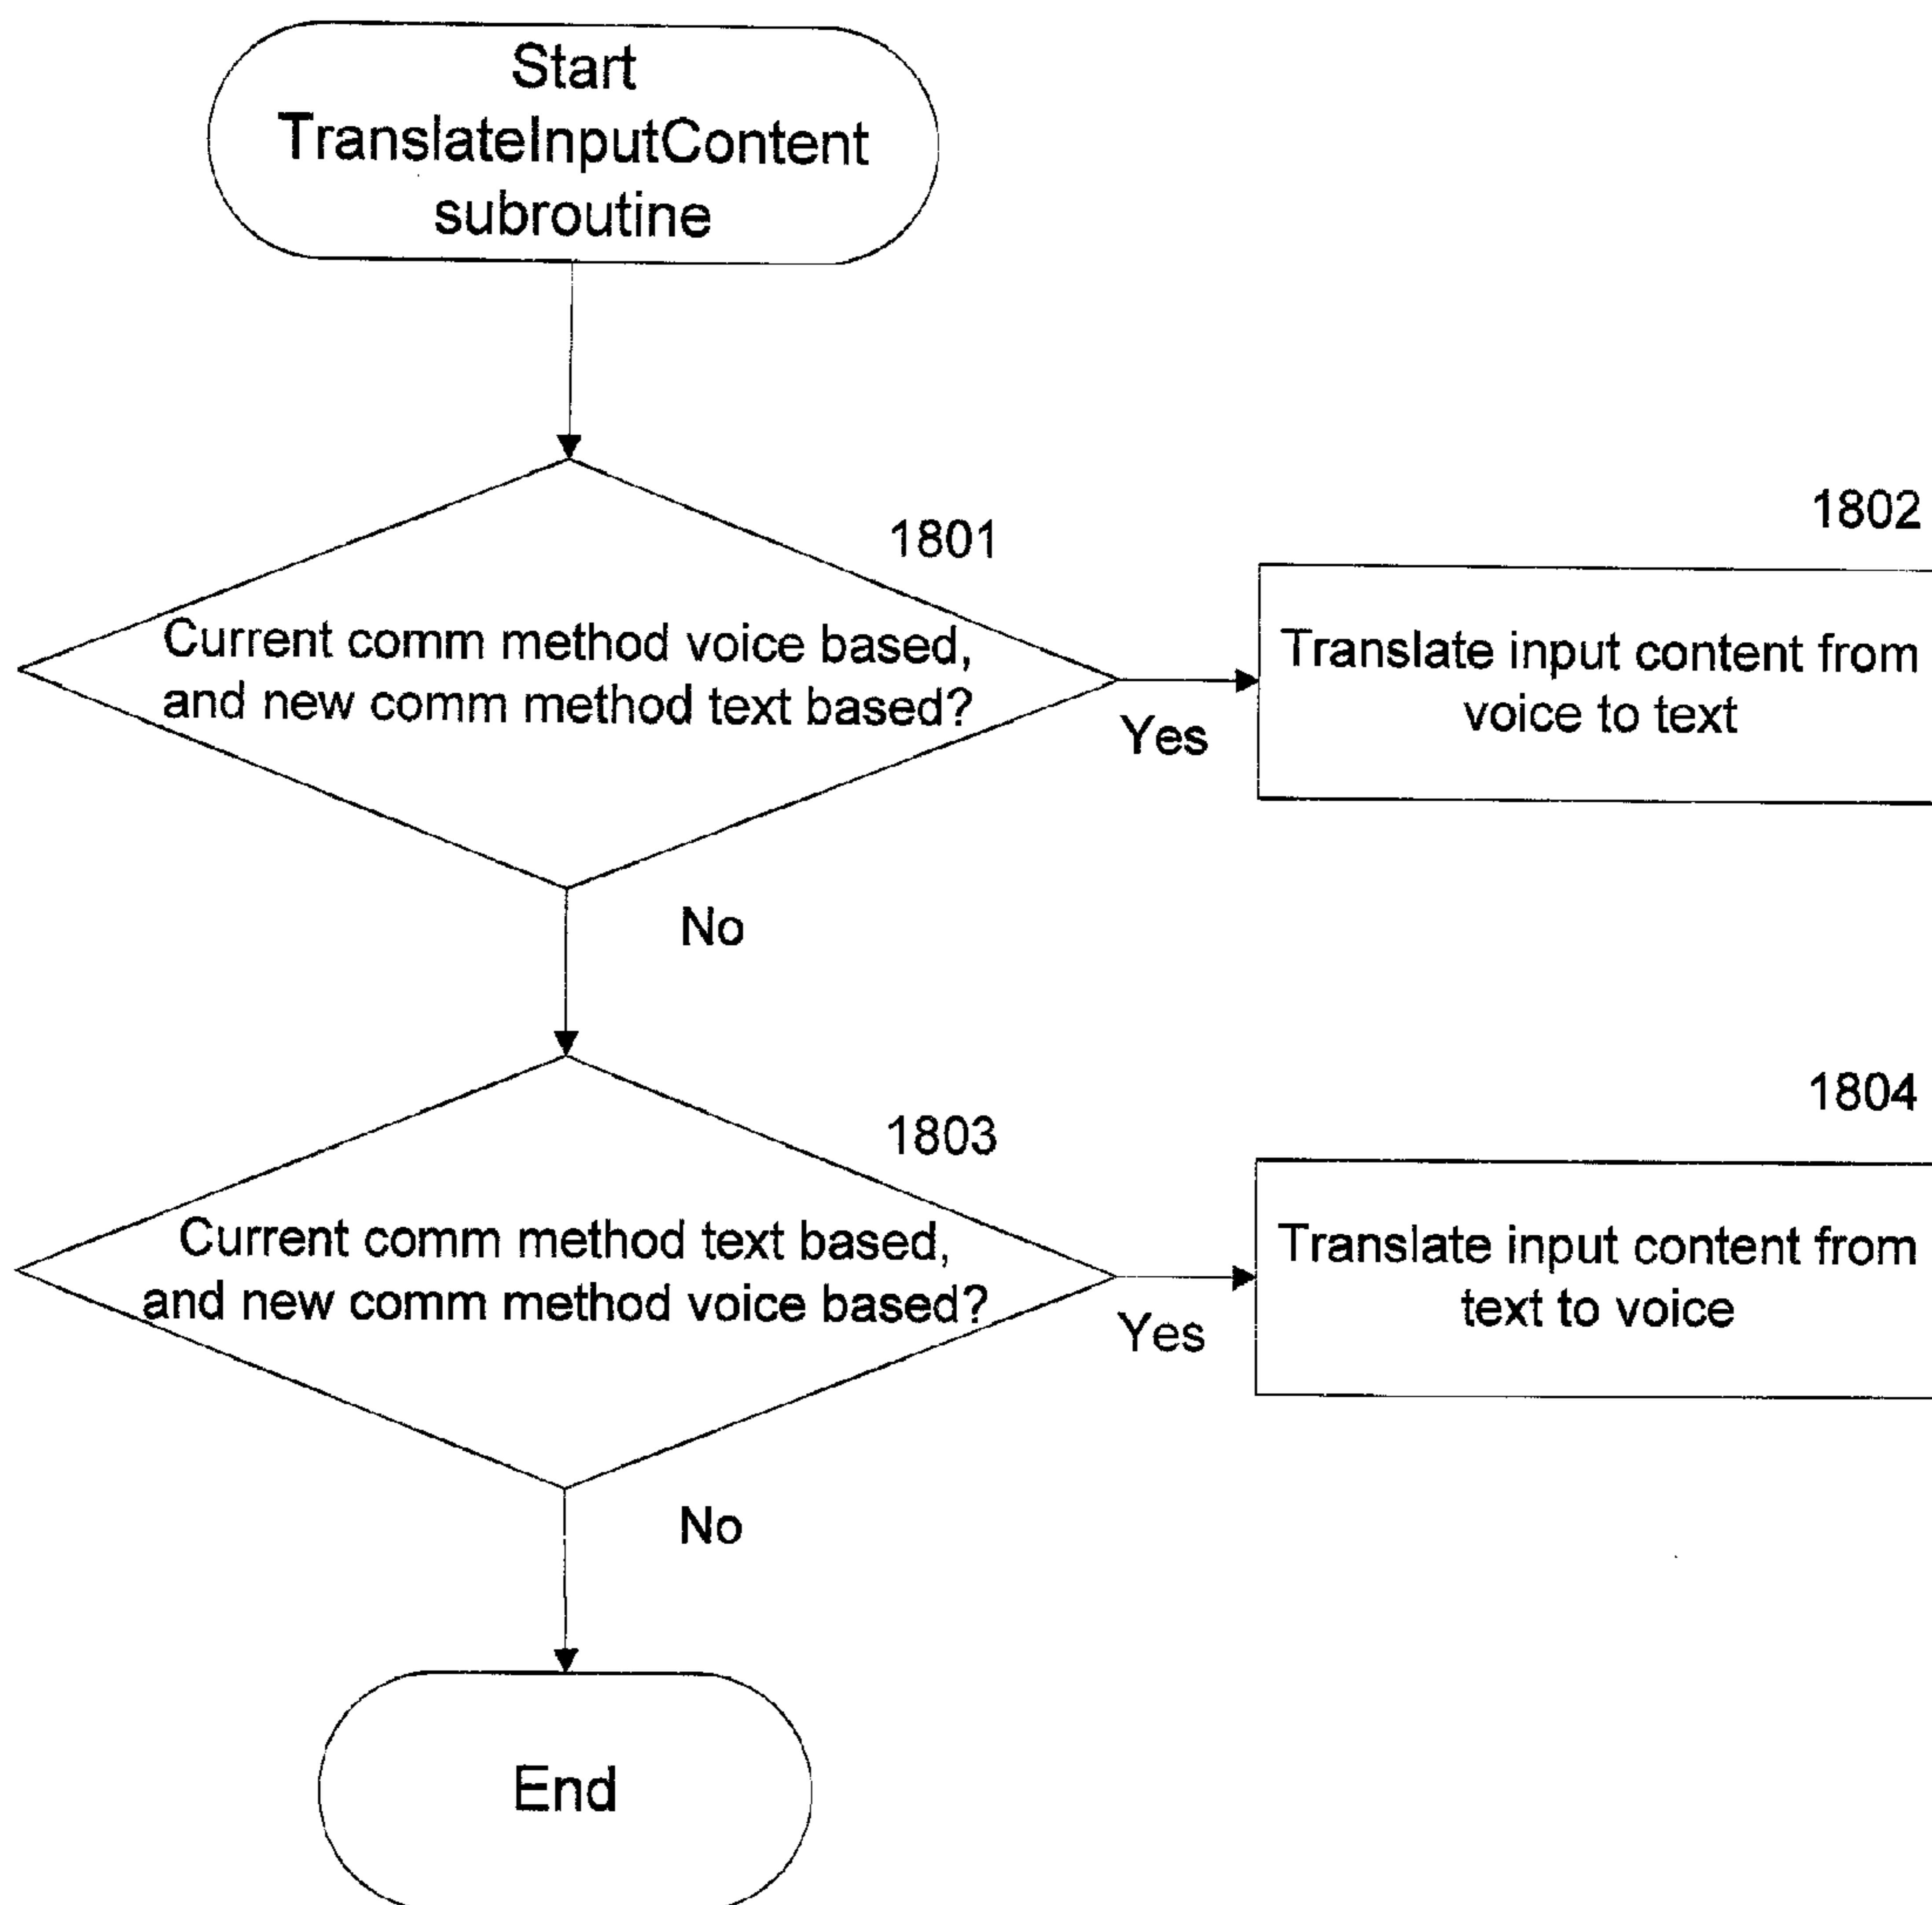 Start
TranslateInputContent
subroutine
1801
Current comm method voice based,
and new comm method text based?
Yes
1802
Translate input content from
voice to text
No
1803
Current comm method text based,
and new comm method voice based?
Yes
1804
Translate input content from
text to voice
No
End